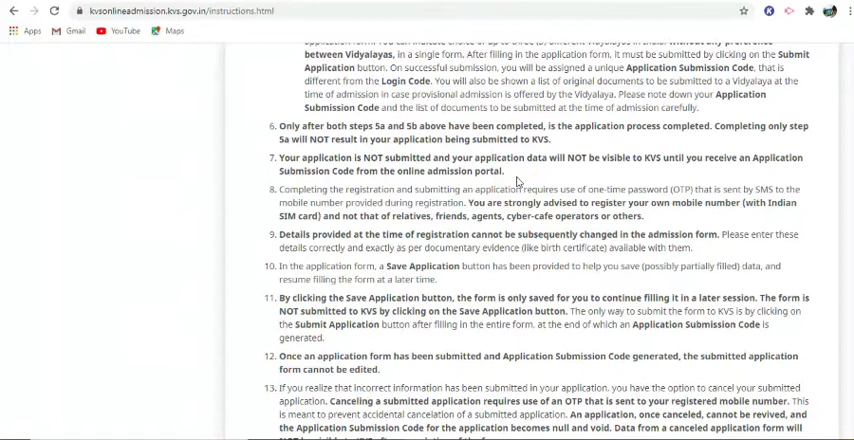 kvsonlineadmission.kvs.gov.in/instructions.html
Apps Gmail YouTube Maps
between Vidyalayas, in a single form. After filling in the application form, it must be submitted by clicking on the Submit
Application button. On successful submission, you will be assigned a unique Application Submission Code, that is
different from the Login Code. You will also be shown a list of original documents to be submitted to a Vidyalaya at the
time of admission in case provisional admission is offered by the Vidyalaya. Please note down your Application
Submission Code and the list of documents to be submitted at the time of admission carefully.
6. Only after both steps 5a and 5b above have been completed, is the application process completed. Completing only step
5a will NOT result in your application being submitted to KVS.
7. Your application is NOT submitted and your application data will NOT be visible to KVS until you receive an Application
Submission Code from the online admission portal.
8. Completing the registration and submitting an application requires use of one-time password (OTP) that is sent by SMS to the
mobile number provided during registration. You are strongly advised to register your own mobile number (with Indian
SIM card) and not that of relatives, friends, agents, cyber-cafe operators or others.
9. Details provided at the time of registration cannot be subsequently changed in the admission form. Please enter these
details correctly and exactly as per documentary evidence (like birth certificate) available with them.
10. In the application form, a Save Application button has been provided to help you save (possibly partially filled) data, and
resume filling the form at a later time.
11. By clicking the Save Application button, the form is only saved for you to continue filling it in a later session. The form is
NOT submitted to KVS by clicking on the Save Application button. The only way to submit the form to KVS is by clicking on
the Submit Application button after filling in the entire form, at the end of which an Application Submission Code is
generated.
12. Once an application form has been submitted and Application Submission Code generated, the submitted application
form cannot be edited.
13. If you realize that incorrect information has been submitted in your application, you have the option to cancel your submitted
application. Canceling a submitted application requires use of an OTP that is sent to your registered mobile number. This
is meant to prevent accidental cancelation of a submitted application. An application, once canceled, cannot be revived, and
the Application Submission Code for the application becomes null and void. Data from a canceled application form will